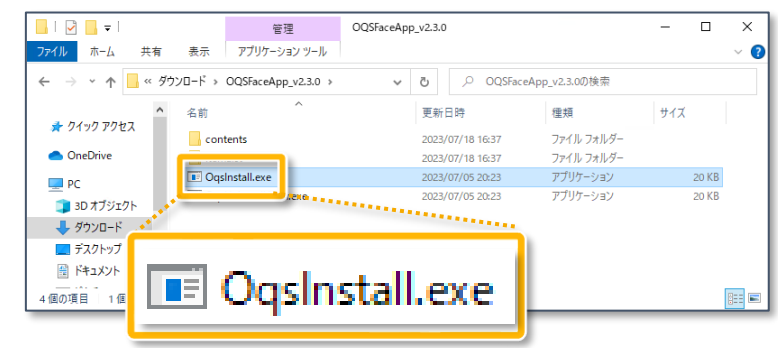 管理 OQSFaceApp_v2.3.0
ファイル ホーム 共有 表示 アプリケーション ツール
« ダウンロード › OQSFaceApp_v2.3.0 › OQSFaceApp_v2.3.0の検索
名前 更新日時 種類 サイズ
クイック アクセス
contents 2023/07/18 16:37 ファイル フォルダー
OneDrive
2023/07/18 16:37 ファイル フォルダー
OqsInstall.exe 2023/07/05 20:23 アプリケーション 20 KB
PC
2023/07/05 20:23 アプリケーション 20 KB
3D オブジェクト
ダウンロード
デスクトップ
ドキュメント
4 個の項目 1 個
OqsInstall.exe